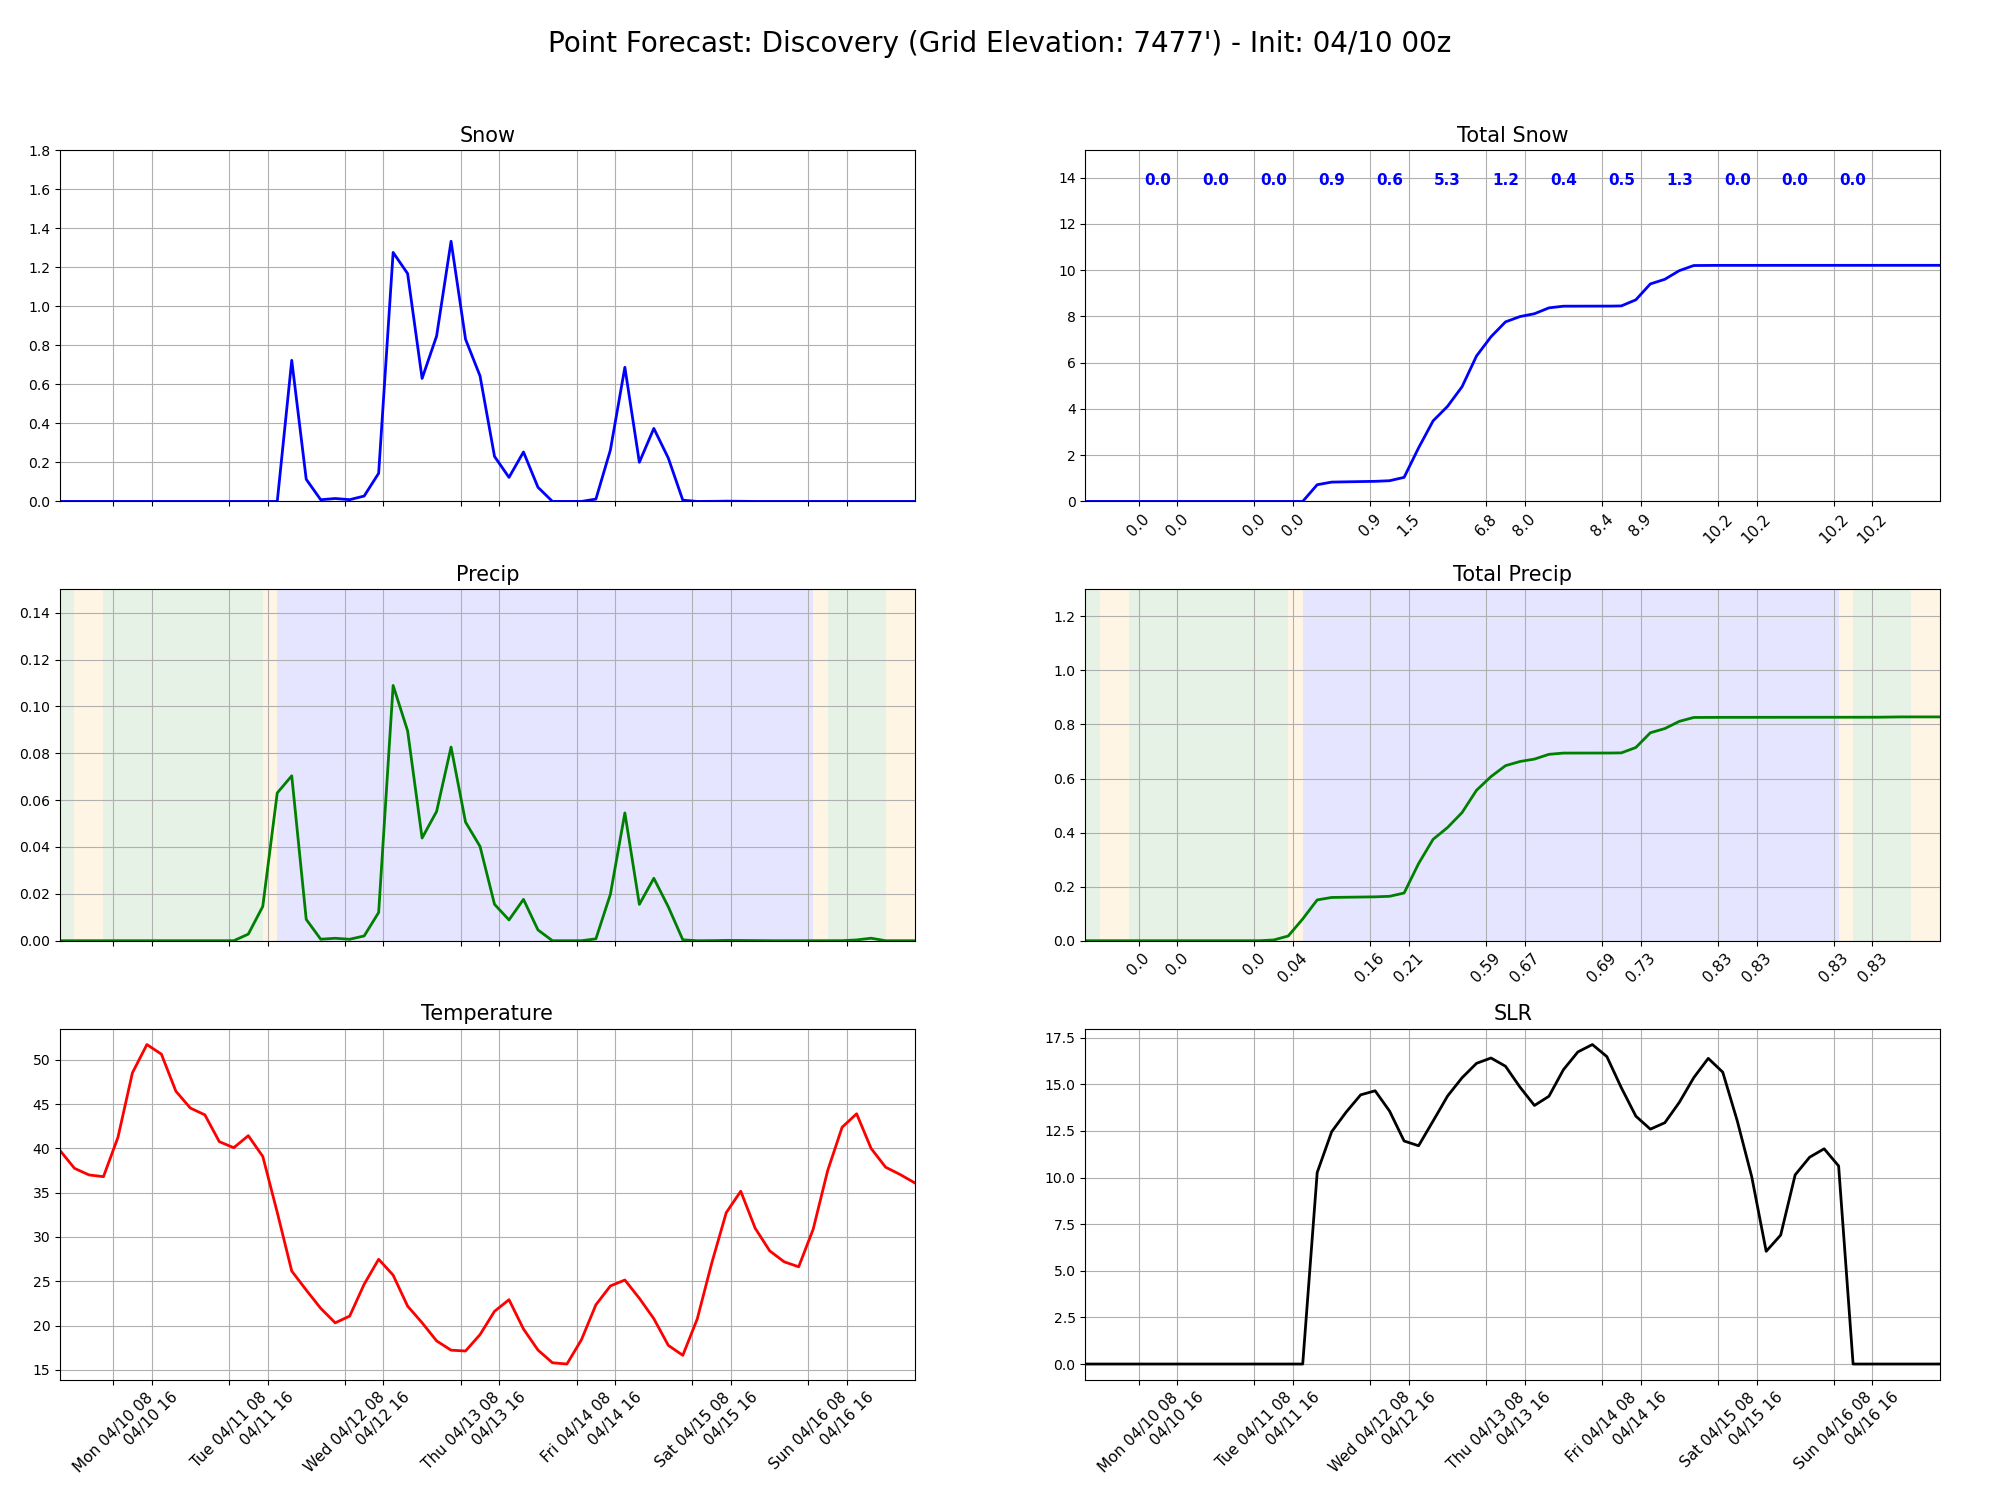 Point Forecast: Discovery (Grid Elevation: 7477') - Init: 04/10 00z
Snow
1.8
1.6
1.4
1.2
1.0
0.8
0.6
0.4
0.2
0.0
Total Snow
14
12
10
8
6
4
2
0
0.0 0.0 0.0 0.9 0.6 5.3 1.2 0.4 0.5 1.3 0.0 0.0 0.0
0.0 0.0 0.0 0.0 0.9 1.5 6.8 8.0 8.4 8.9 10.2 10.2 10.2 10.2
Precip
0.14
0.12
0.10
0.08
0.06
0.04
0.02
0.00
Total Precip
1.2
1.0
0.8
0.6
0.4
0.2
0.0
0.0 0.0 0.0 0.04 0.16 0.21 0.59 0.67 0.69 0.73 0.83 0.83 0.83 0.83
Temperature
50
45
40
35
30
25
20
15
Mon 04/10 08
04/10 16
Tue 04/11 08
04/11 16
Wed 04/12 08
04/12 16
Thu 04/13 08
04/13 16
Fri 04/14 08
04/14 16
Sat 04/15 08
04/15 16
Sun 04/16 08
04/16 16
SLR
17.5
15.0
12.5
10.0
7.5
5.0
2.5
0.0
Mon 04/10 08
04/10 16
Tue 04/11 08
04/11 16
Wed 04/12 08
04/12 16
Thu 04/13 08
04/13 16
Fri 04/14 08
04/14 16
Sat 04/15 08
04/15 16
Sun 04/16 08
04/16 16